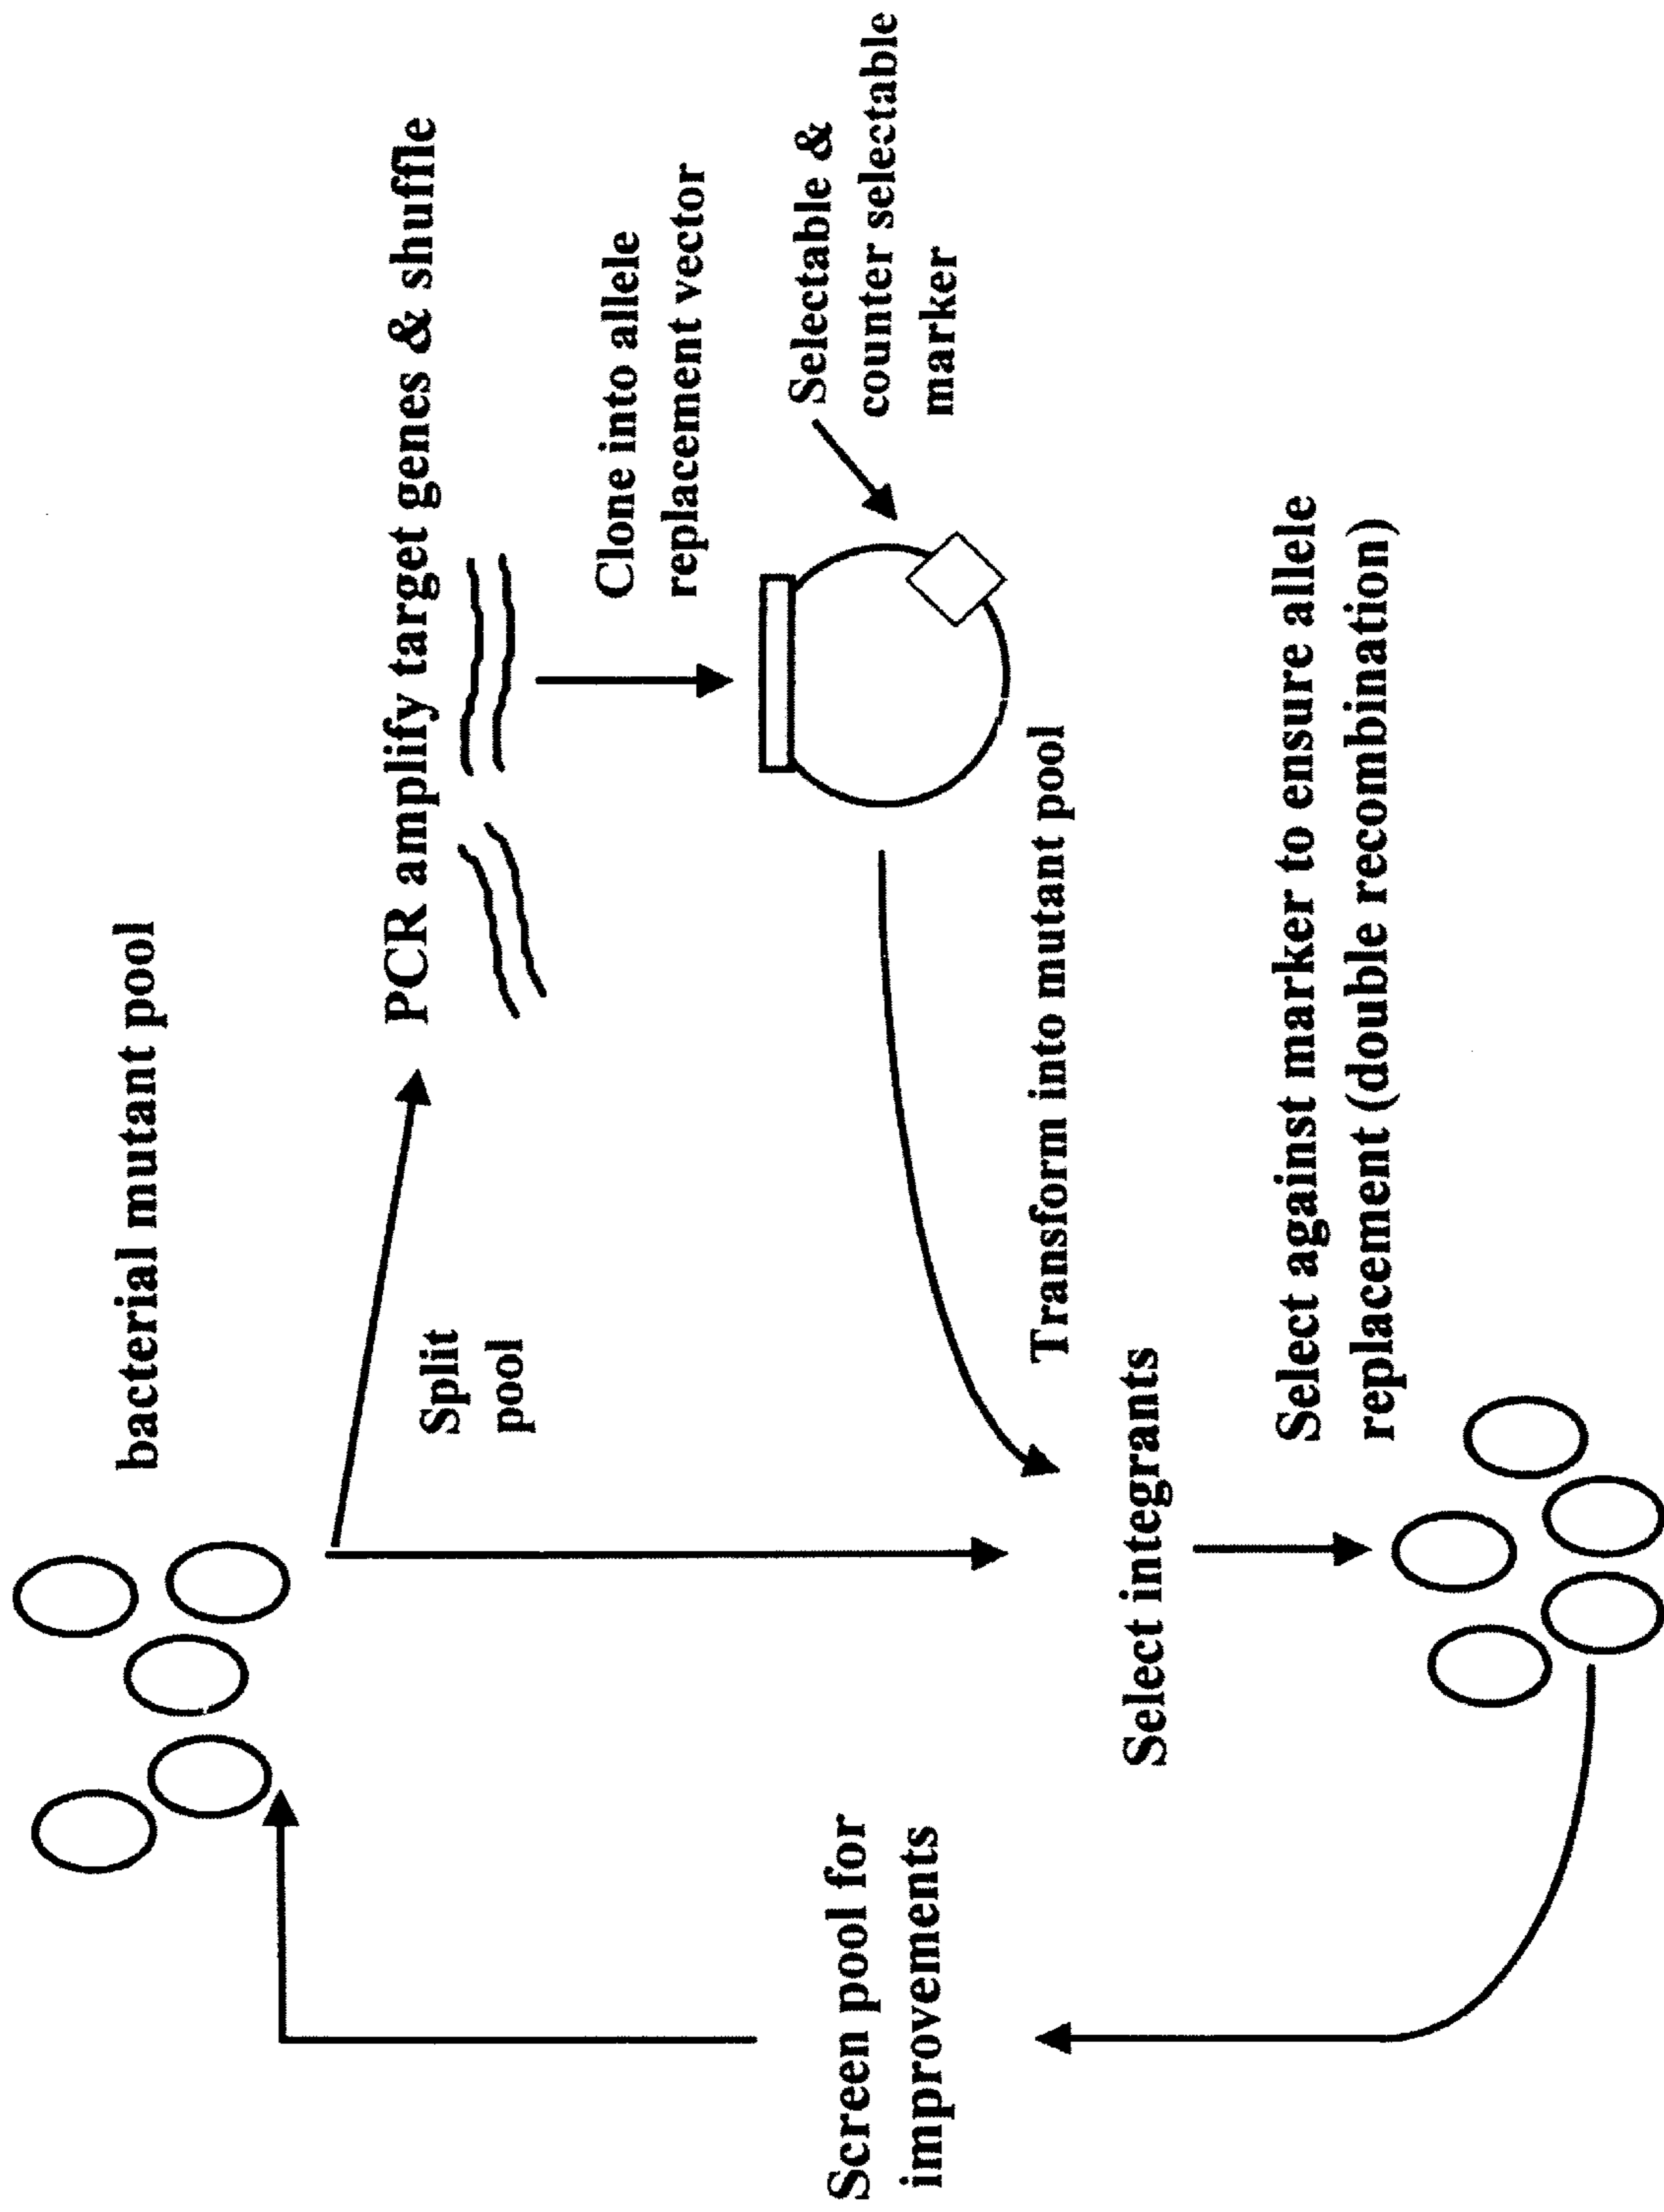 bacterial mutant pool
PCR amplify target genes & shuffle
Split
pool
Clone into allele
replacement vector
Selectable &
counter selectable
marker
Transform into mutant pool
Select integrants
Select against marker to ensure allele
replacement (double recombination)
Screen pool for
improvements